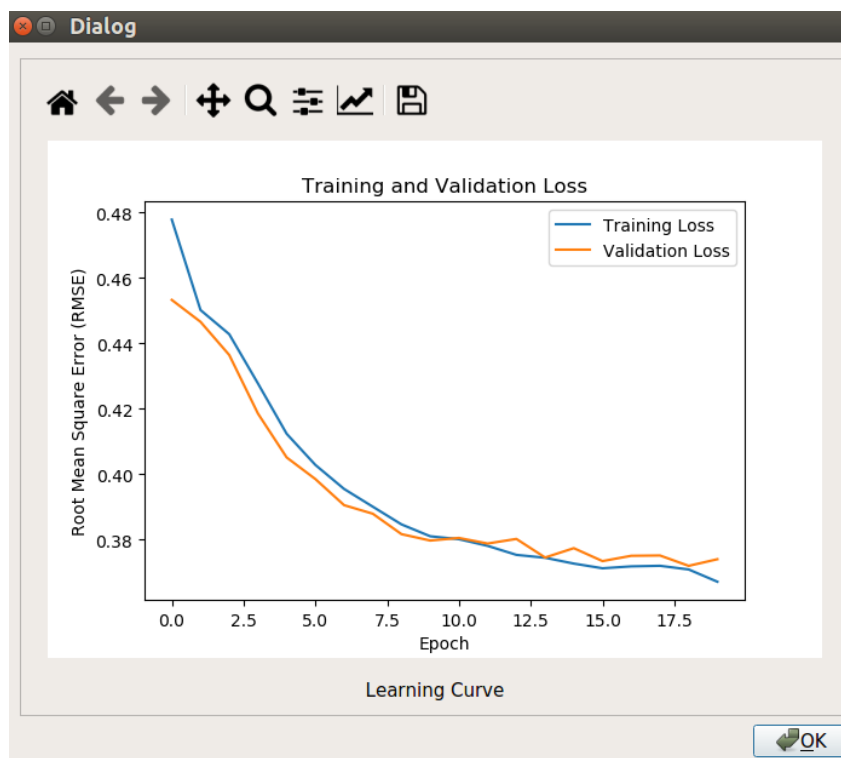 Dialog
Training and Validation Loss
Training Loss
Validation Loss
Root Mean Square Error (RMSE)
0.48
0.46
0.44
0.42
0.40
0.38
0.0 2.5 5.0 7.5 10.0 12.5 15.0 17.5
Epoch
Learning Curve
OK